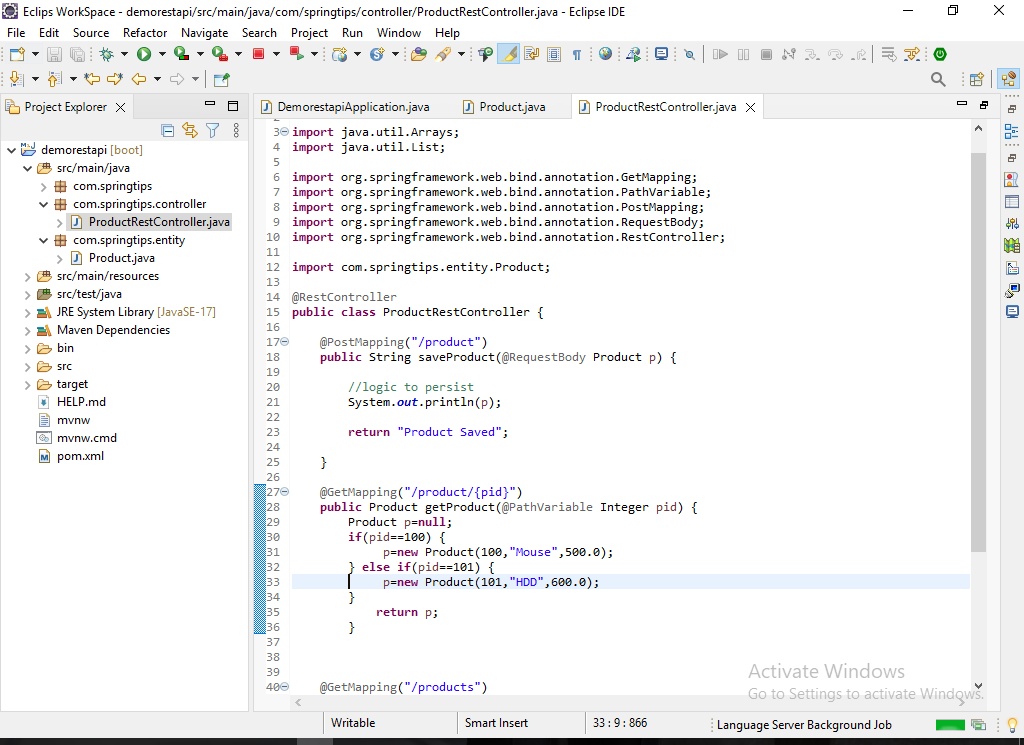 Eclips WorkSpace - demorestapi/src/main/java/com/springtips/controller/ProductRestController.java - Eclipse IDE
File Edit Source Refactor Navigate Search Project Run Window Help
Project Explorer
demorestapi [boot]
src/main/java
com.springtips
com.springtips.controller
ProductRestController.java
com.springtips.entity
Product.java
src/main/resources
src/test/java
JRE System Library [JavaSE-17]
Maven Dependencies
bin
src
target
HELP.md
mvnw
mvnw.cmd
pom.xml
DemorestapiApplication.java Product.java ProductRestController.java
3 import java.util.Arrays;
4 import java.util.List;
5
6 import org.springframework.web.bind.annotation.GetMapping;
7 import org.springframework.web.bind.annotation.PathVariable;
8 import org.springframework.web.bind.annotation.PostMapping;
9 import org.springframework.web.bind.annotation.RequestBody;
10 import org.springframework.web.bind.annotation.RestController;
11
12 import com.springtips.entity.Product;
13
14 @RestController
15 public class ProductRestController {
16
17 @PostMapping("/product")
18 public String saveProduct(@RequestBody Product p) {
19
20 //logic to persist
21 System.out.println(p);
22
23 return "Product Saved";
24
25 }
26
27 @GetMapping("/product/{pid}")
28 public Product getProduct(@PathVariable Integer pid) {
29 Product p=null;
30 if(pid==100) {
31 p=new Product(100,"Mouse",500.0);
32 } else if(pid==101) {
33 p=new Product(101,"HDD",600.0);
34 }
35 return p;
36 }
37
38
39
40 @GetMapping("/products")
Activate Windows
Go to Settings to activate Windows.
Writable Smart Insert 33 : 9 : 866 Language Server Background Job